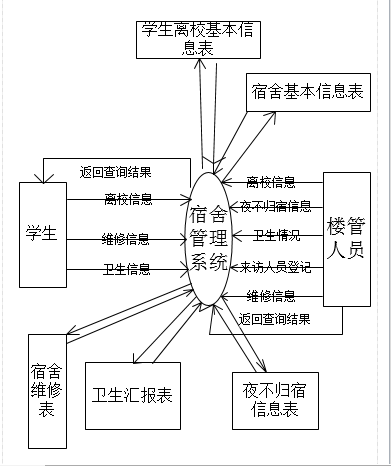 学生离校基本信
息表
宿舍基本信息表
返回查询结果
离校信息
离校信息
夜不归宿信息
学生
维修信息
宿舍
管理
系统
卫生情况
楼管
人员
卫生信息
来访人员登记
维修信息
返回查询结果
宿舍
维修
表
卫生汇报表
夜不归宿
信息表